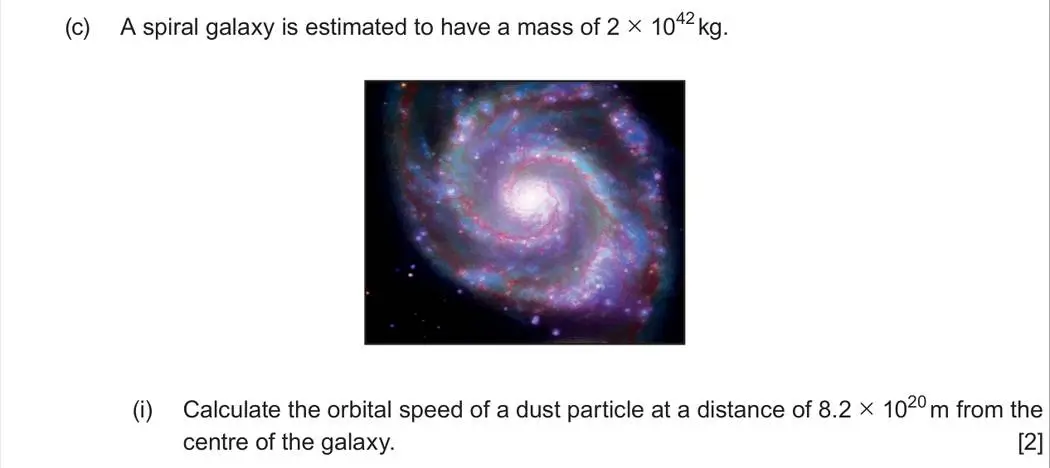 (c) A spiral galaxy is estimated to have a mass of 2 × 10⁴² kg.
(i) Calculate the orbital speed of a dust particle at a distance of 8.2 × 10²⁰ m from the
centre of the galaxy. [2]